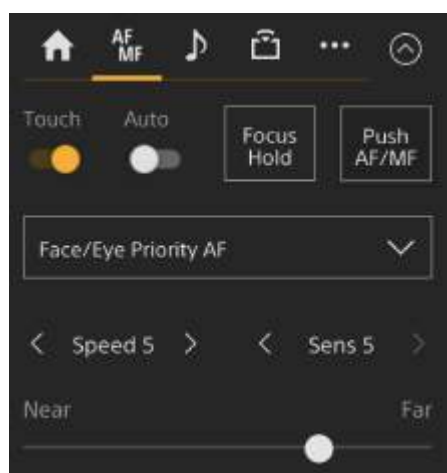 AF
MF
Touch
Auto
Focus
Hold
Push
AF/MF
Face/Eye Priority AF
Speed 5
Sens 5
Near
Far